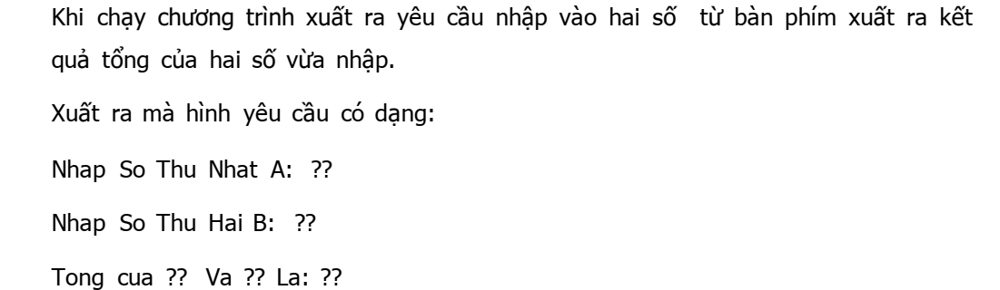 Khi chạy chương trình xuất ra yêu cầu nhập vào hai số từ bàn phím xuất ra kết
quả tổng của hai số vừa nhập.
Xuất ra mà hình yêu cầu có dạng:
Nhap So Thu Nhat A: ??
Nhap So Thu Hai B: ??
Tong cua ?? Va ?? La: ??